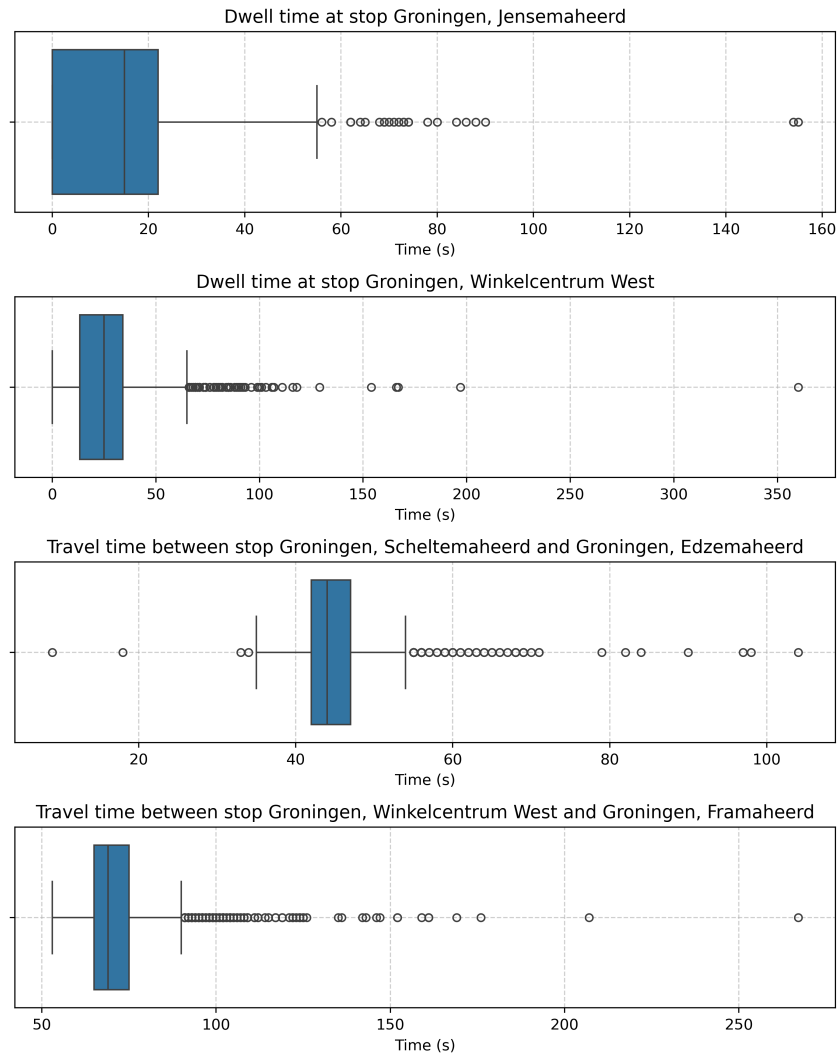 Dwell time at stop Groningen, Jensemaheerd
0 20 40 60 80 100 120 140 160
Time (s)
Dwell time at stop Groningen, Winkelcentrum West
0 50 100 150 200 250 300 350
Time (s)
Travel time between stop Groningen, Scheltemaheerd and Groningen, Edzemaheerd
20 40 60 80 100
Time (s)
Travel time between stop Groningen, Winkelcentrum West and Groningen, Framaheerd
50 100 150 200 250
Time (s)